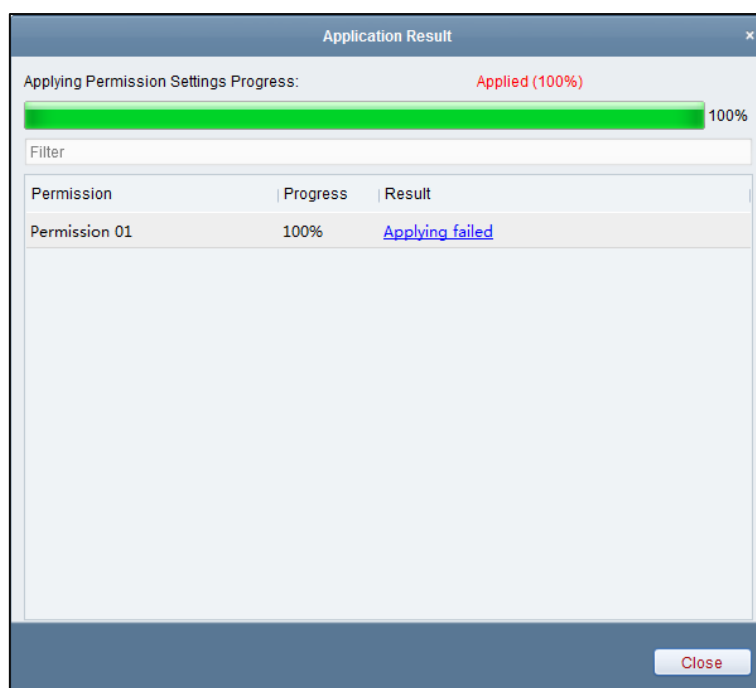 Application Result ×
Applying Permission Settings Progress: Applied (100%)
100%
Filter
Permission Progress Result
Permission 01 100% Applying failed
Close